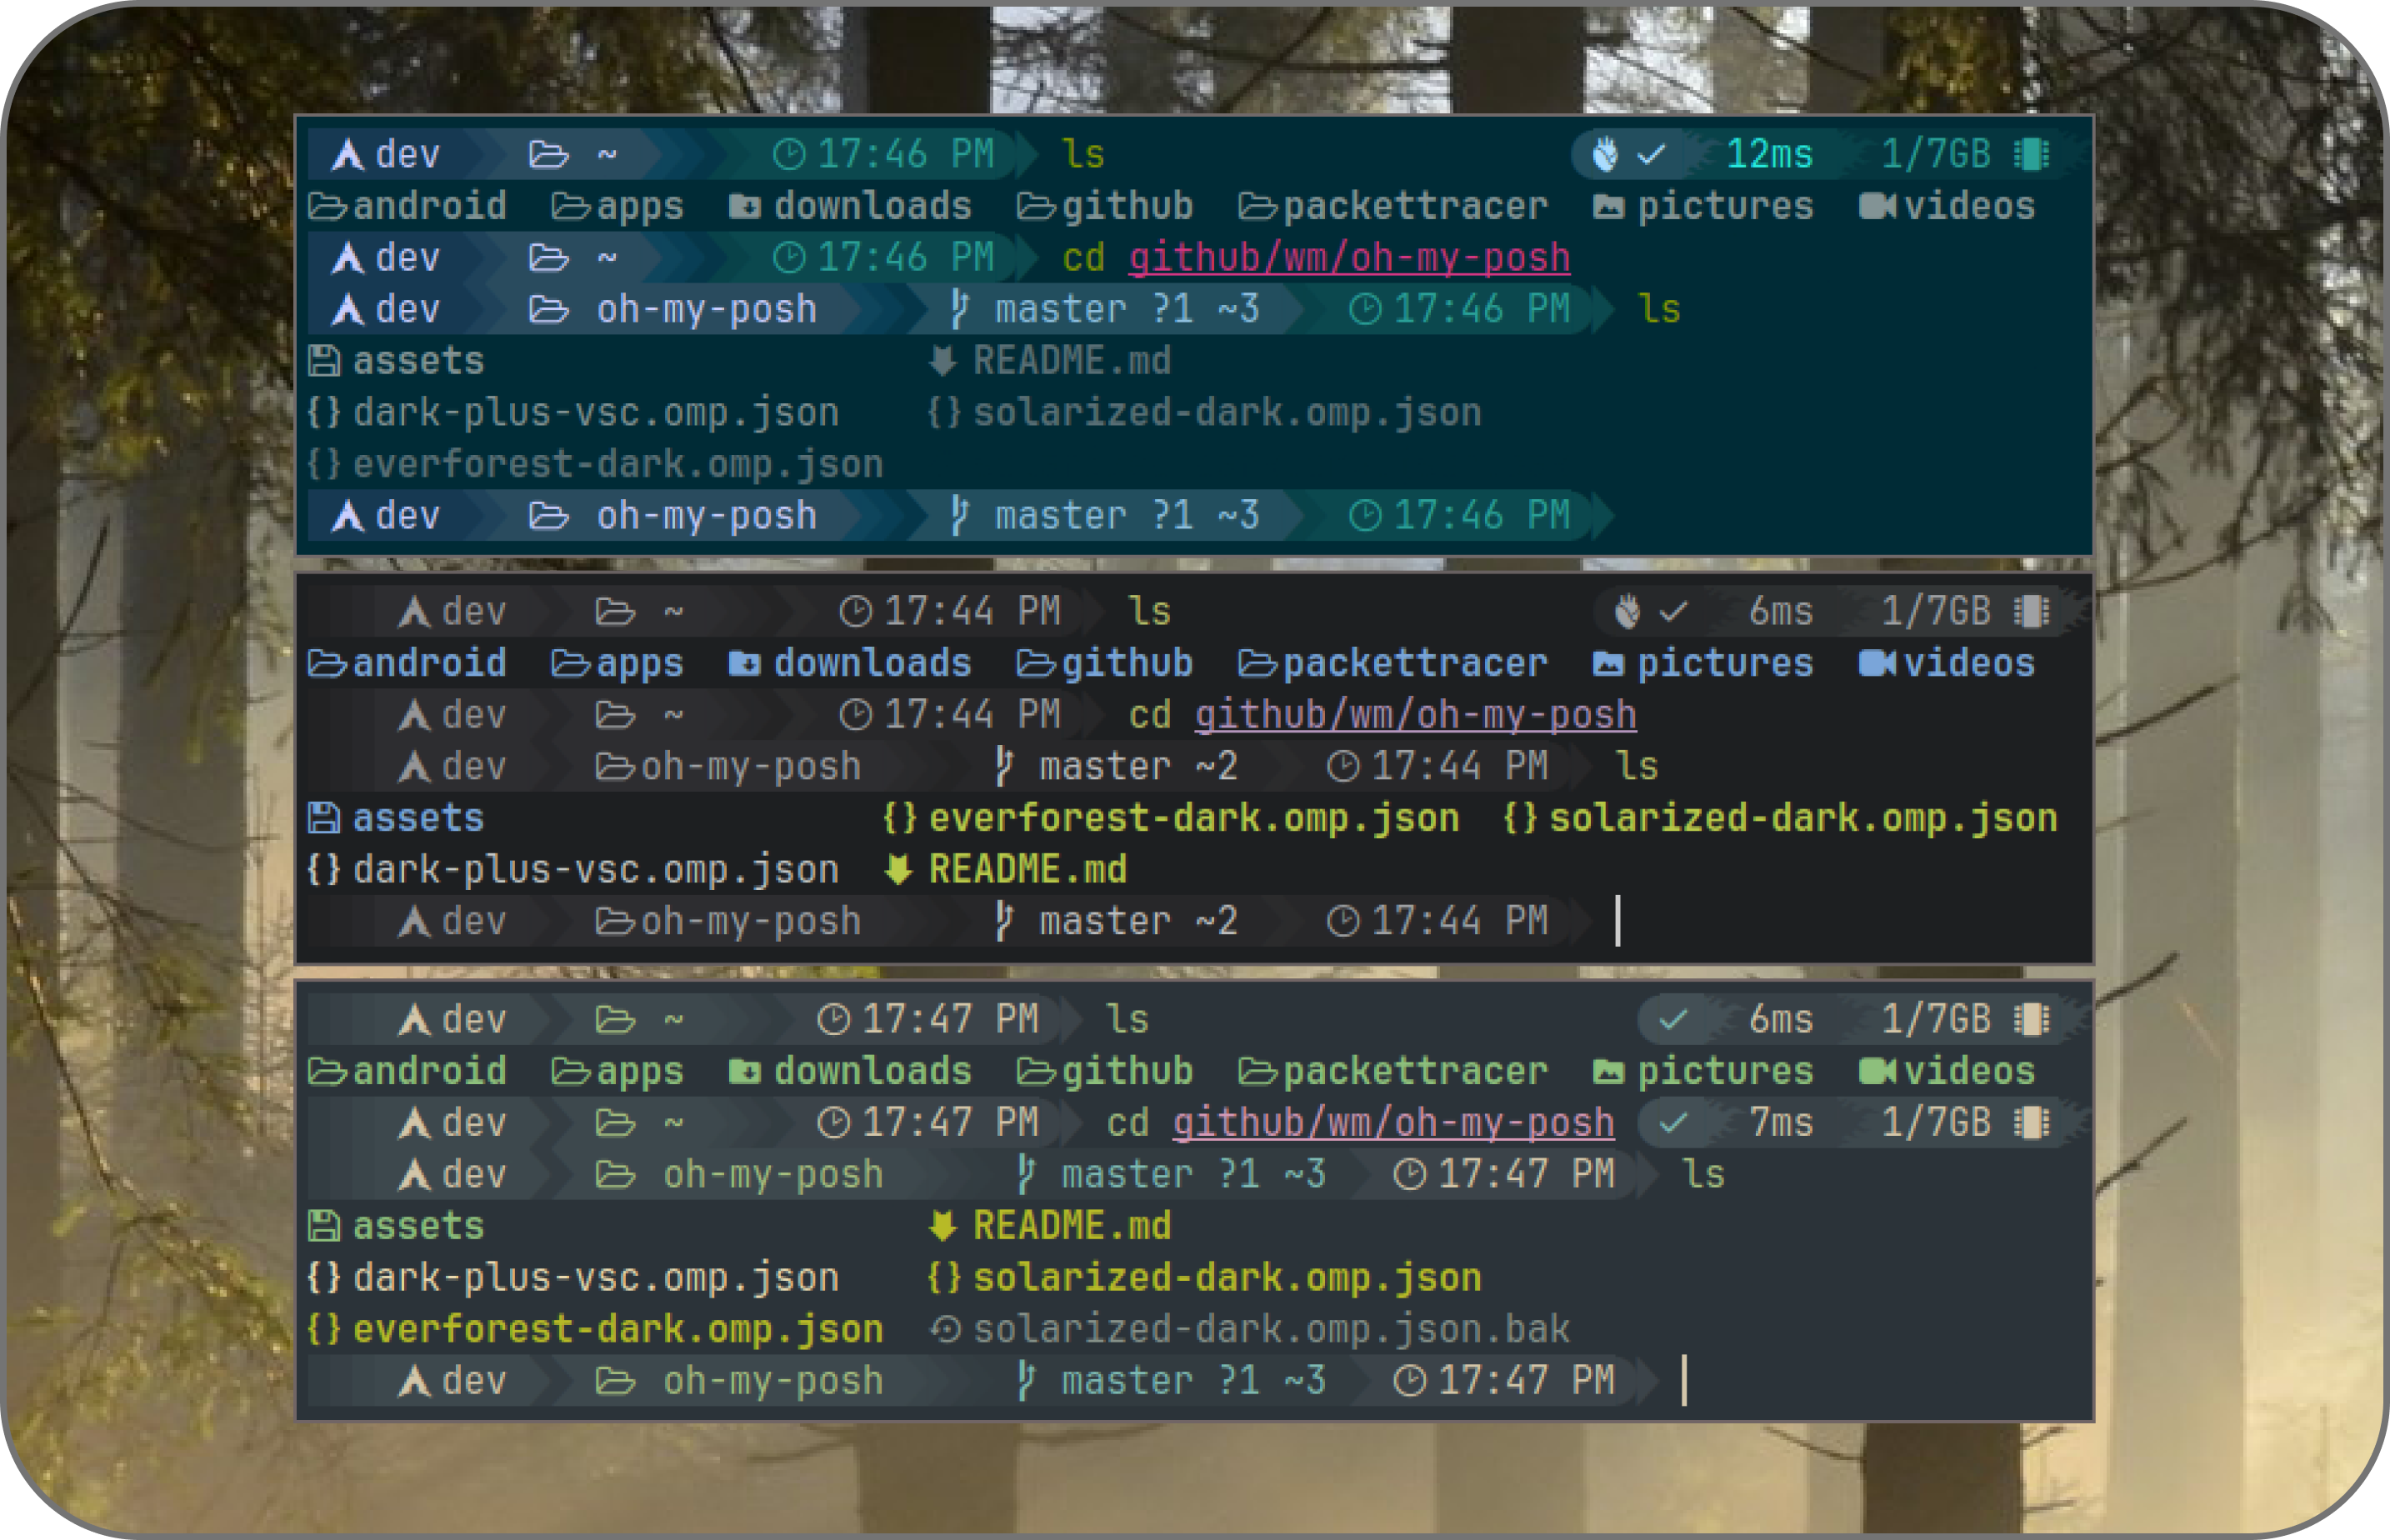 dev ~ 17:46 PM ls ✓ 12ms 1/7GB
android apps downloads github packettracer pictures videos
dev ~ 17:46 PM cd github/wm/oh-my-posh
dev oh-my-posh master ?1 ~3 17:46 PM ls
assets README.md
{} dark-plus-vsc.omp.json {} solarized-dark.omp.json
{} everforest-dark.omp.json
dev oh-my-posh master ?1 ~3 17:46 PM
dev ~ 17:44 PM ls ✓ 6ms 1/7GB
android apps downloads github packettracer pictures videos
dev ~ 17:44 PM cd github/wm/oh-my-posh
dev oh-my-posh master ~2 17:44 PM ls
assets {} everforest-dark.omp.json {} solarized-dark.omp.json
{} dark-plus-vsc.omp.json README.md
dev oh-my-posh master ~2 17:44 PM
dev ~ 17:47 PM ls ✓ 6ms 1/7GB
android apps downloads github packettracer pictures videos
dev ~ 17:47 PM cd github/wm/oh-my-posh ✓ 7ms 1/7GB
dev oh-my-posh master ?1 ~3 17:47 PM ls
assets README.md
{} dark-plus-vsc.omp.json {} solarized-dark.omp.json
{} everforest-dark.omp.json solarized-dark.omp.json.bak
dev oh-my-posh master ?1 ~3 17:47 PM